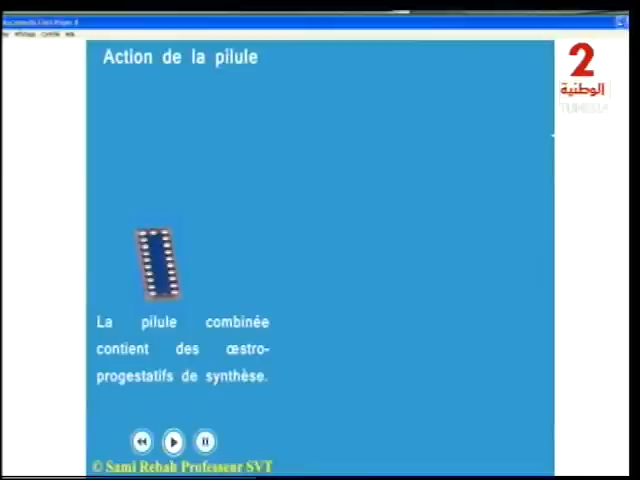 Action de la pilule
2
الوطنية
TUNISIA
La pilule combinée
contient des œstro-
progestatifs de synthèse.
© Sami Rebah Professeur SVT